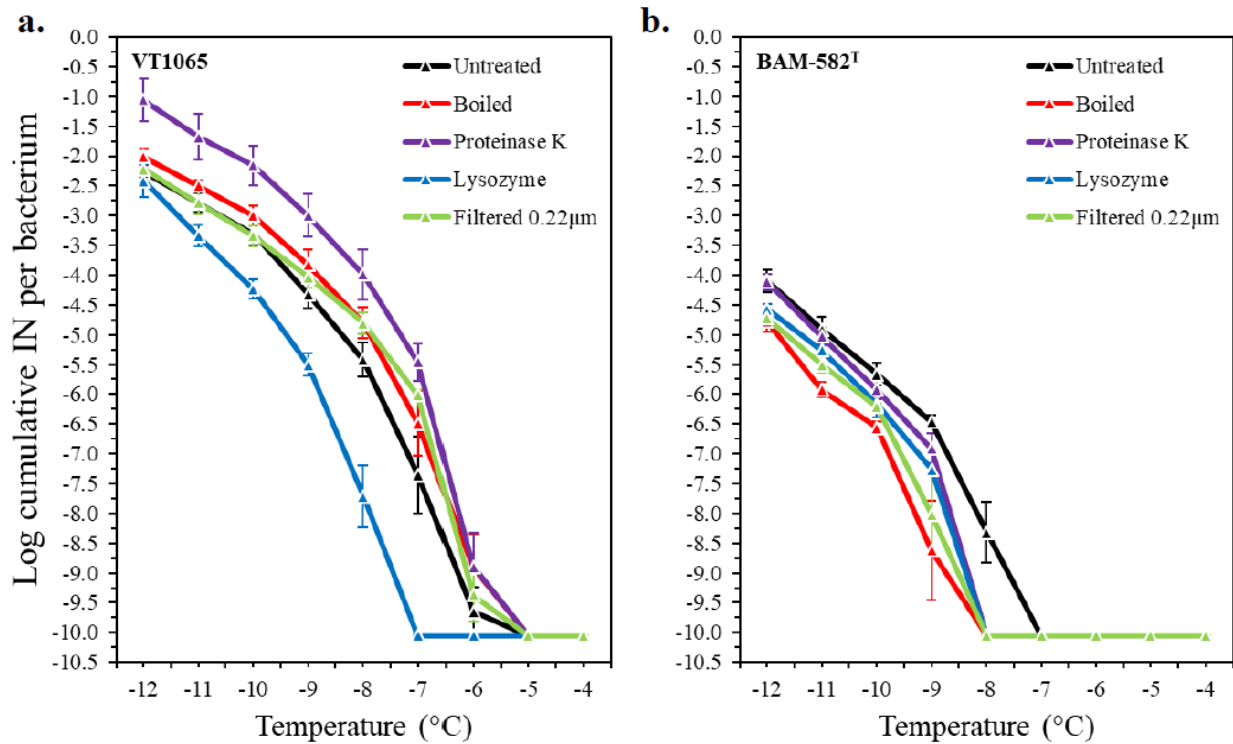 a.
b.
Log cumulative IN per bacterium
0.0
-0.5
-1.0
-1.5
-2.0
-2.5
-3.0
-3.5
-4.0
-4.5
-5.0
-5.5
-6.0
-6.5
-7.0
-7.5
-8.0
-8.5
-9.0
-9.5
-10.0
-10.5
VT1065
Untreated
Boiled
Proteinase K
Lysozyme
Filtered 0.22μm
-12 -11 -10 -9 -8 -7 -6 -5 -4
Temperature (°C)
0.0
-0.5
-1.0
-1.5
-2.0
-2.5
-3.0
-3.5
-4.0
-4.5
-5.0
-5.5
-6.0
-6.5
-7.0
-7.5
-8.0
-8.5
-9.0
-9.5
-10.0
-10.5
BAM-582ᵀ
Untreated
Boiled
Proteinase K
Lysozyme
Filtered 0.22μm
-12 -11 -10 -9 -8 -7 -6 -5 -4
Temperature (°C)